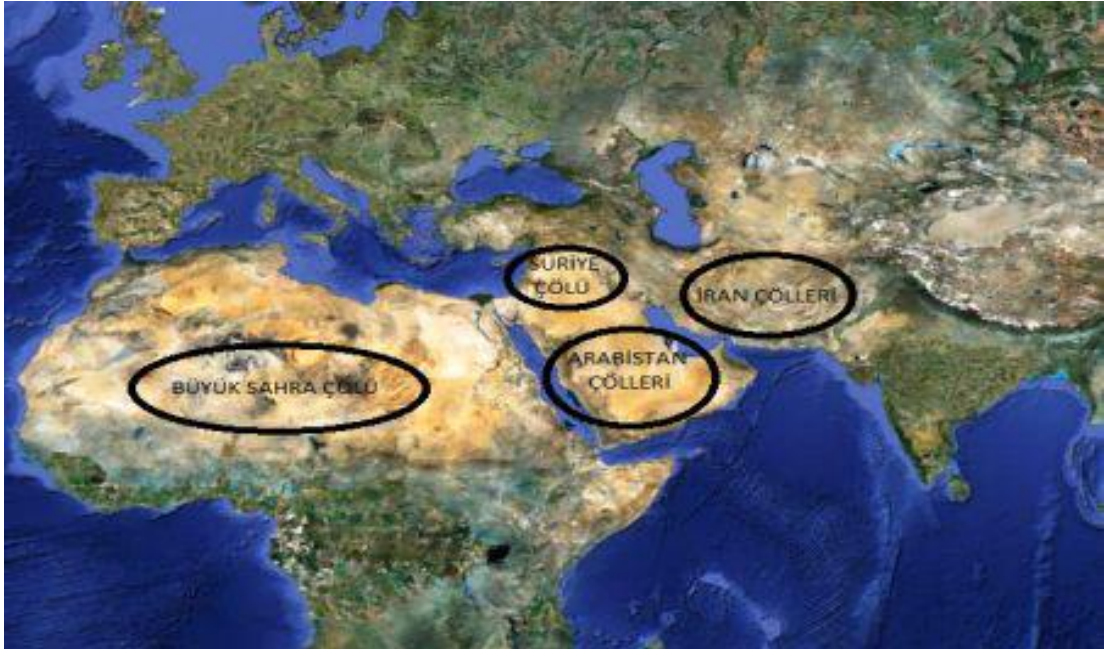 SURİYE
ÇÖLÜ
İRAN ÇÖLLERİ
ARABİSTAN
ÇÖLLERİ
BÜYÜK SAHRA ÇÖLÜ